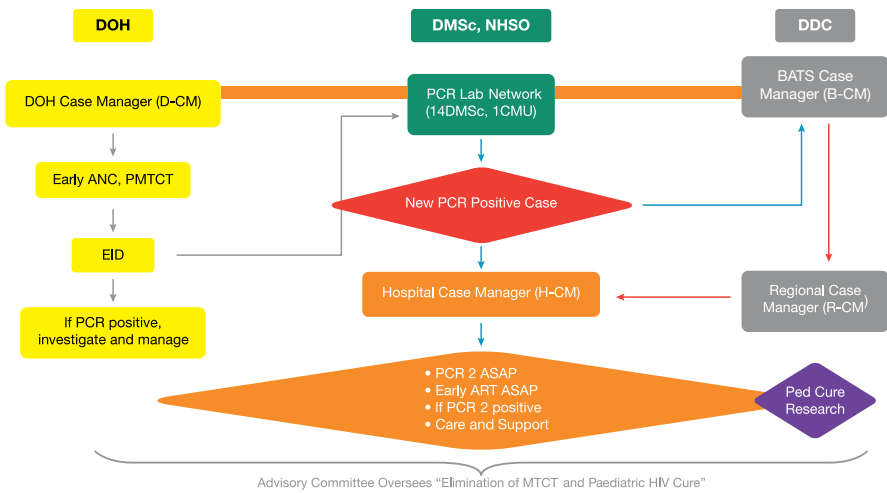 DOH
DMSc, NHSO
DDC
DOH Case Manager (D-CM)
PCR Lab Network
(14DMSc, 1CMU)
BATS Case
Manager (B-CM)
Early ANC, PMTCT
New PCR Positive Case
EID
Hospital Case Manager (H-CM)
Regional Case
Manager (R-CM)
If PCR positive,
investigate and manage
• PCR 2 ASAP
• Early ART ASAP
• If PCR 2 positive
• Care and Support
Ped Cure
Research
Advisory Committee Oversees “Elimination of MTCT and Paediatric HIV Cure”